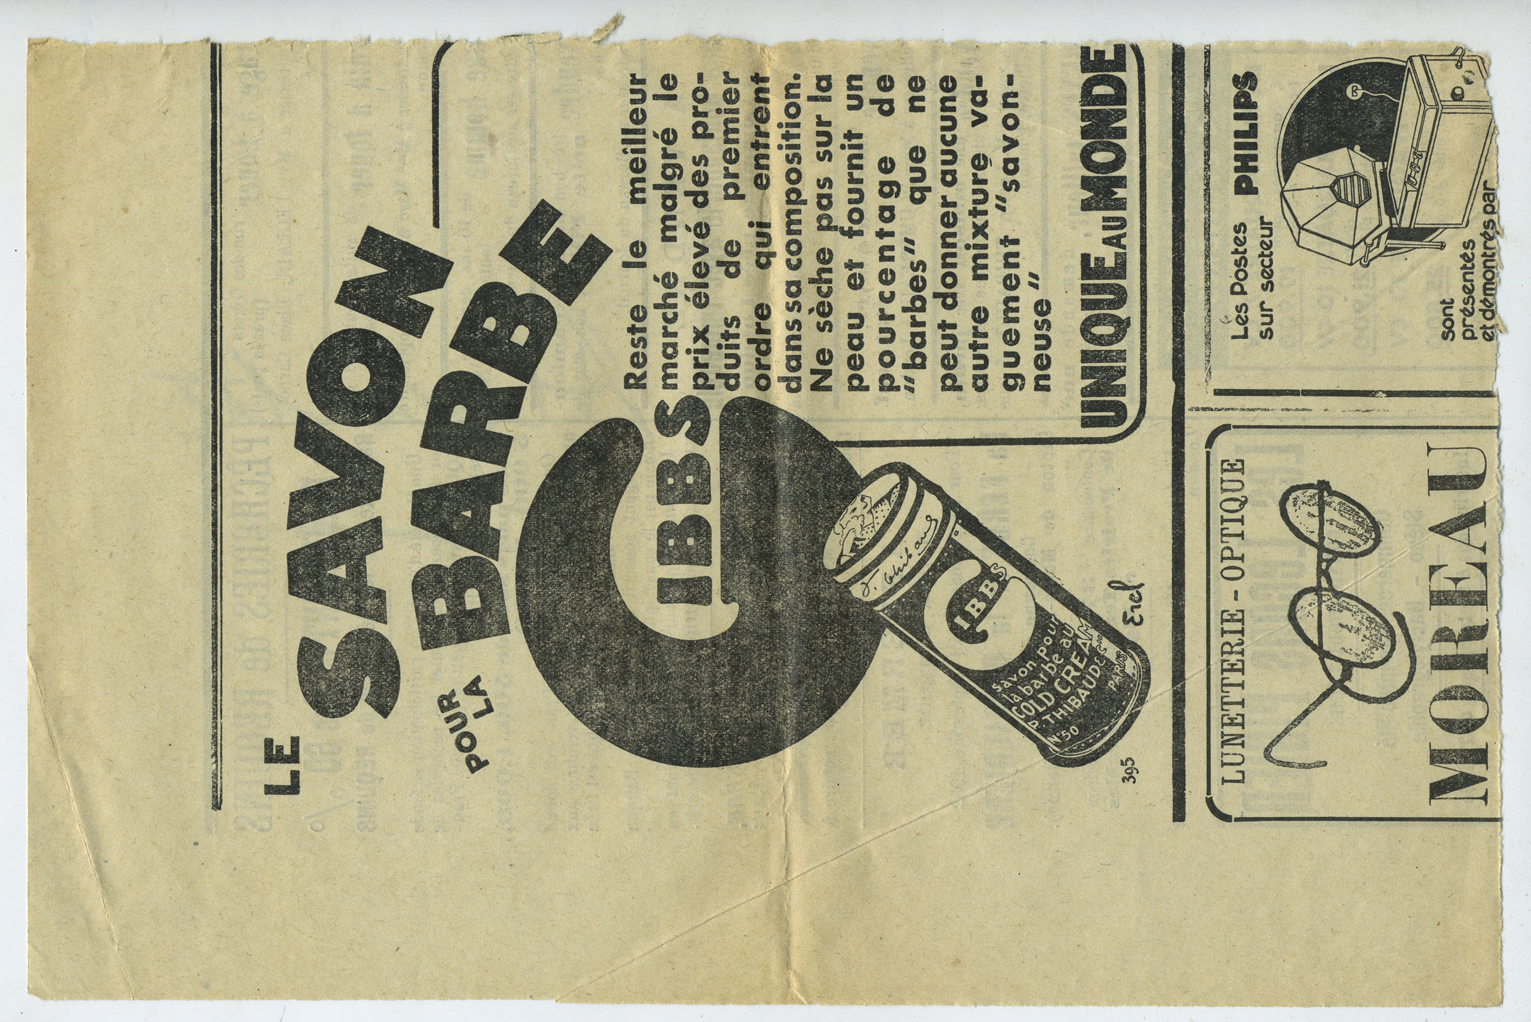 LE
SAVON
POUR
LA
BARBE
GIBBS
Reste le meilleur
marché malgré le
prix élevé des pro-
duits de premier
ordre qui entrent
dans sa composition.
Ne sèche pas sur la
peau et fournit un
pourcentage de
“barbes” que ne
peut donner aucune
autre mixture va-
guement “savon-
neuse”
UNIQUE AU MONDE
GIBBS
savon pour
la barbe au
COLD CREAM
P. THIBAUD & Cie
PARIS
N°50
Erel
395
LUNETTERIE - OPTIQUE
MOREAU
Les Postes PHILIPS
sur secteur
sont
présentés
et démontrés par